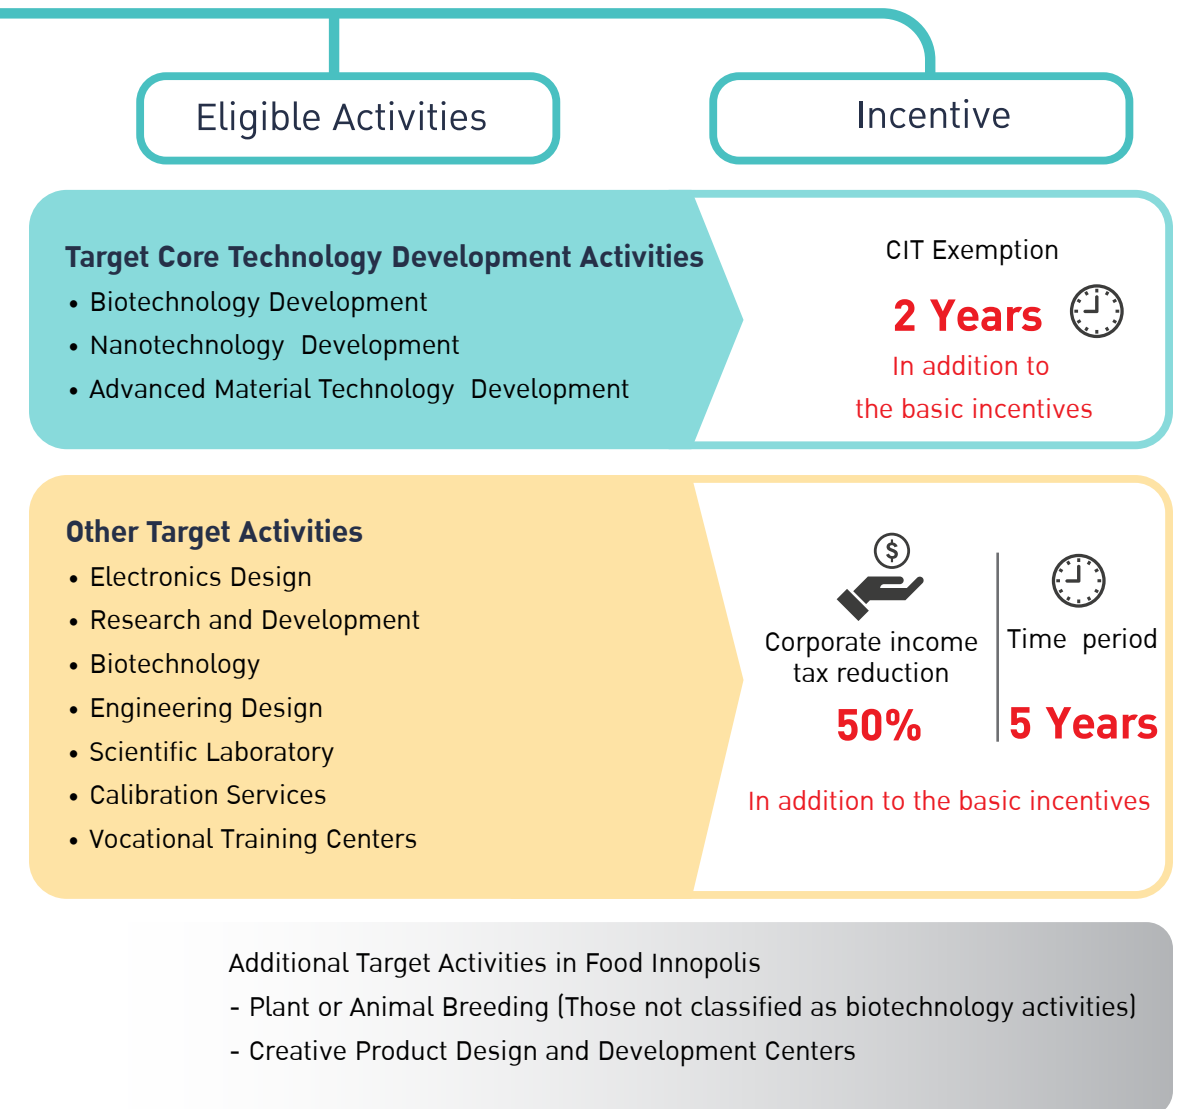 Eligible Activities
Incentive
Target Core Technology Development Activities
• Biotechnology Development
• Nanotechnology Development
• Advanced Material Technology Development
CIT Exemption
2 Years
In addition to
the basic incentives
Other Target Activities
• Electronics Design
• Research and Development
• Biotechnology
• Engineering Design
• Scientific Laboratory
• Calibration Services
• Vocational Training Centers
$
Corporate income
tax reduction
50%
Time period
5 Years
In addition to the basic incentives
Additional Target Activities in Food Innopolis
- Plant or Animal Breeding (Those not classified as biotechnology activities)
- Creative Product Design and Development Centers